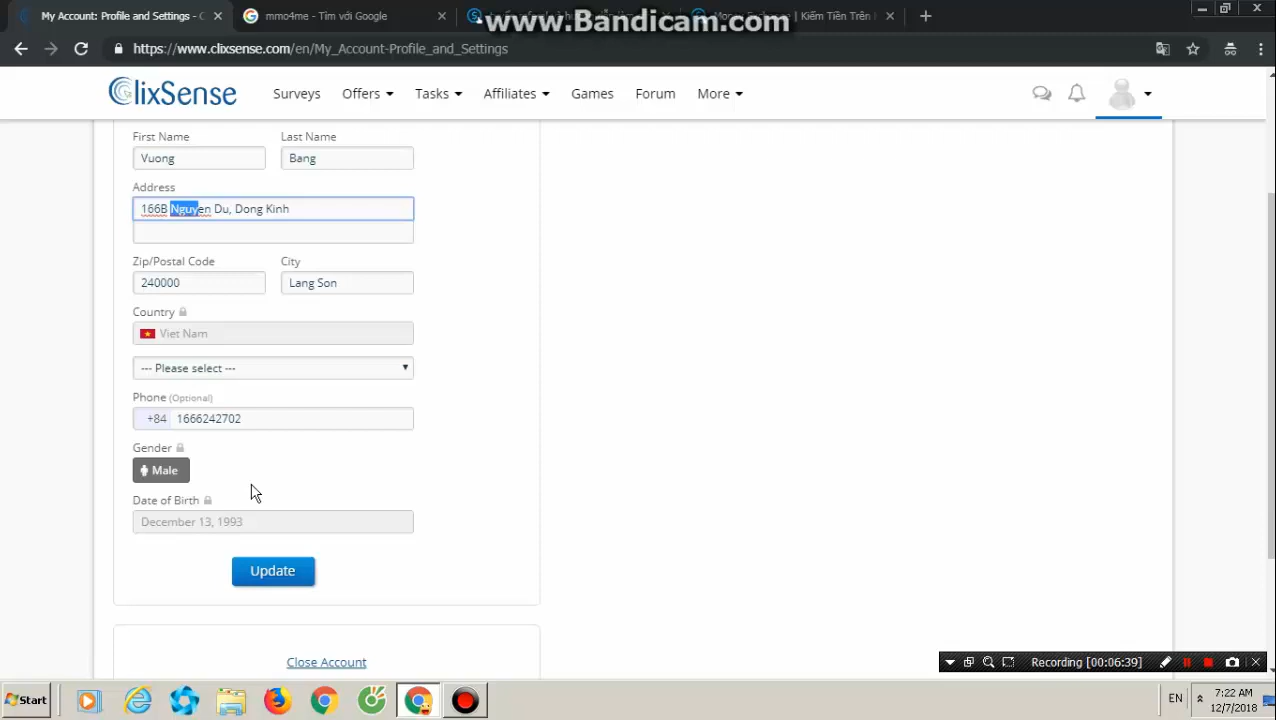 My Account: Profile and Settings - C
mmo4me - Tìm với Google
| Kiếm Tiền Trên
www.Bandicam.com
https://www.clixsense.com/en/My_Account-Profile_and_Settings
ClixSense
Surveys
Offers
Tasks
Affiliates
Games
Forum
More
First Name
Last Name
Vuong
Bang
Address
166B Nguyen Du, Dong Kinh
Zip/Postal Code
City
240000
Lang Son
Country
Viet Nam
--- Please select ---
Phone (Optional)
+84 1666242702
Gender
Male
Date of Birth
December 13, 1993
Update
Close Account
Recording [00:06:39]
Start
EN
7:22 AM
12/7/2018